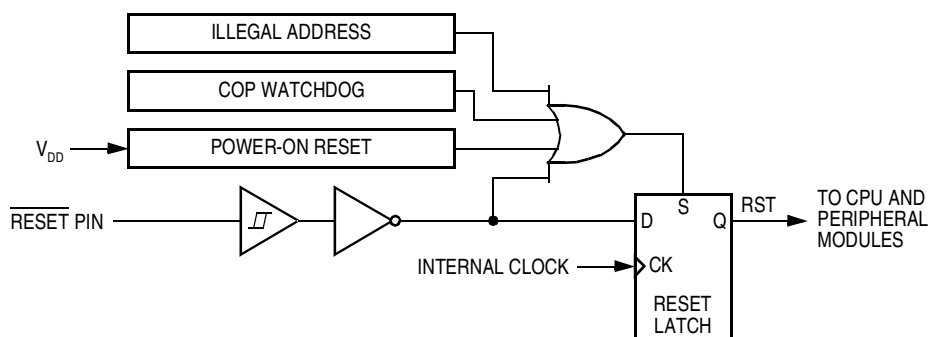 ILLEGAL ADDRESS
COP WATCHDOG
V_DD
POWER-ON RESET
RESET PIN
D
S
Q
RST
TO CPU AND
PERIPHERAL
MODULES
INTERNAL CLOCK
CK
RESET
LATCH